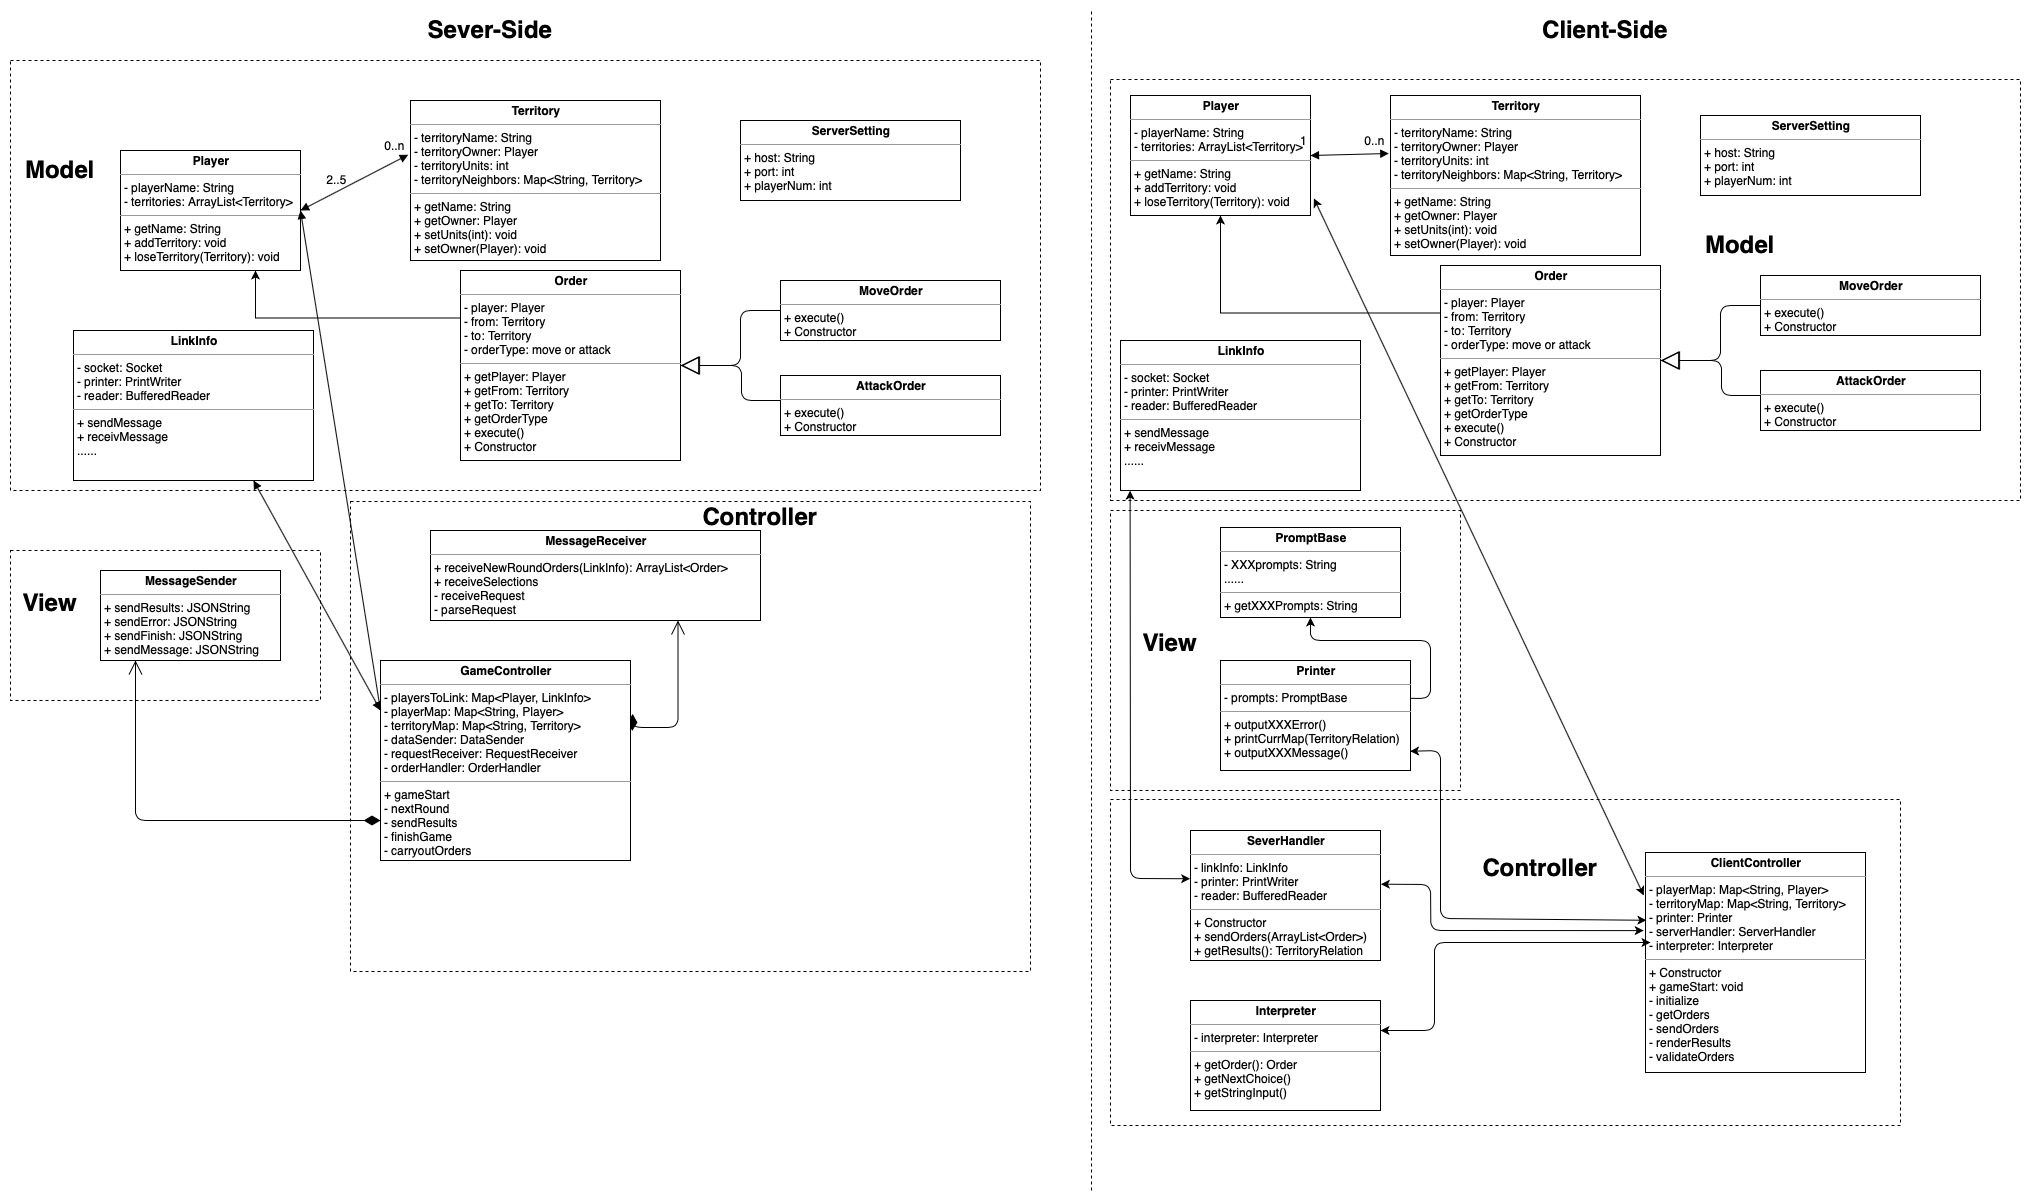 Sever-Side
Model
Player
- playerName: String
- territories: ArrayList<Territory>
+ getName: String
+ addTerritory: void
+ loseTerritory(Territory): void
2..5
0..n
Territory
- territoryName: String
- territoryOwner: Player
- territoryUnits: int
- territoryNeighbors: Map<String, Territory>
+ getName: String
+ getOwner: Player
+ setUnits(int): void
+ setOwner(Player): void
ServerSetting
+ host: String
+ port: int
+ playerNum: int
Order
- player: Player
- from: Territory
- to: Territory
- orderType: move or attack
+ getPlayer: Player
+ getFrom: Territory
+ getTo: Territory
+ getOrderType
+ execute()
+ Constructor
MoveOrder
+ execute()
+ Constructor
AttackOrder
+ execute()
+ Constructor
LinkInfo
- socket: Socket
- printer: PrintWriter
- reader: BufferedReader
+ sendMessage
+ receivMessage
......
View
MessageSender
+ sendResults: JSONString
+ sendError: JSONString
+ sendFinish: JSONString
+ sendMessage: JSONString
Controller
MessageReceiver
+ receiveNewRoundOrders(LinkInfo): ArrayList<Order>
+ receiveSelections
- receiveRequest
- parseRequest
GameController
- playersToLink: Map<Player, LinkInfo>
- playerMap: Map<String, Player>
- territoryMap: Map<String, Territory>
- dataSender: DataSender
- requestReceiver: RequestReceiver
- orderHandler: OrderHandler
+ gameStart
- nextRound
- sendResults
- finishGame
- carryoutOrders
Client-Side
Player
- playerName: String
- territories: ArrayList<Territory>
+ getName: String
+ addTerritory: void
+ loseTerritory(Territory): void
1
0..n
Territory
- territoryName: String
- territoryOwner: Player
- territoryUnits: int
- territoryNeighbors: Map<String, Territory>
+ getName: String
+ getOwner: Player
+ setUnits(int): void
+ setOwner(Player): void
ServerSetting
+ host: String
+ port: int
+ playerNum: int
Model
Order
- player: Player
- from: Territory
- to: Territory
- orderType: move or attack
+ getPlayer: Player
+ getFrom: Territory
+ getTo: Territory
+ getOrderType
+ execute()
+ Constructor
MoveOrder
+ execute()
+ Constructor
AttackOrder
+ execute()
+ Constructor
LinkInfo
- socket: Socket
- printer: PrintWriter
- reader: BufferedReader
+ sendMessage
+ receivMessage
......
View
PromptBase
- XXXprompts: String
......
+ getXXXPrompts: String
Printer
- prompts: PromptBase
+ outputXXXError()
+ printCurrMap(TerritoryRelation)
+ outputXXXMessage()
Controller
SeverHandler
- linkInfo: LinkInfo
- printer: PrintWriter
- reader: BufferedReader
+ Constructor
+ sendOrders(ArrayList<Order>)
+ getResults(): TerritoryRelation
Interpreter
- interpreter: Interpreter
+ getOrder(): Order
+ getNextChoice()
+ getStringInput()
ClientController
- playerMap: Map<String, Player>
- territoryMap: Map<String, Territory>
- printer: Printer
- serverHandler: ServerHandler
- interpreter: Interpreter
+ Constructor
+ gameStart: void
- initialize
- getOrders
- sendOrders
- renderResults
- validateOrders